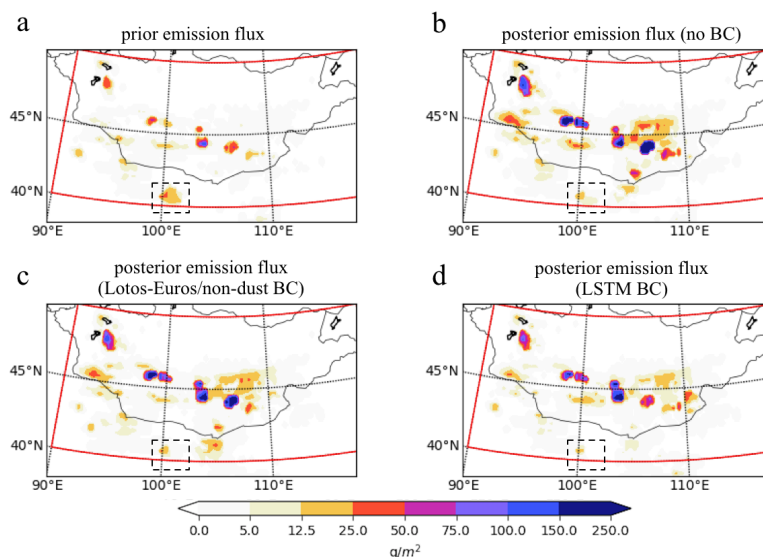 a
prior emission flux
b
posterior emission flux (no BC)
45°N
40°N
90°E
100°E
110°E
45°N
40°N
90°E
100°E
110°E
c
posterior emission flux
(Lotos-Euros/non-dust BC)
d
posterior emission flux
(LSTM BC)
45°N
40°N
90°E
100°E
110°E
45°N
40°N
90°E
100°E
110°E
0.0 5.0 12.5 25.0 50.0 75.0 100.0 150.0 250.0
g/m²